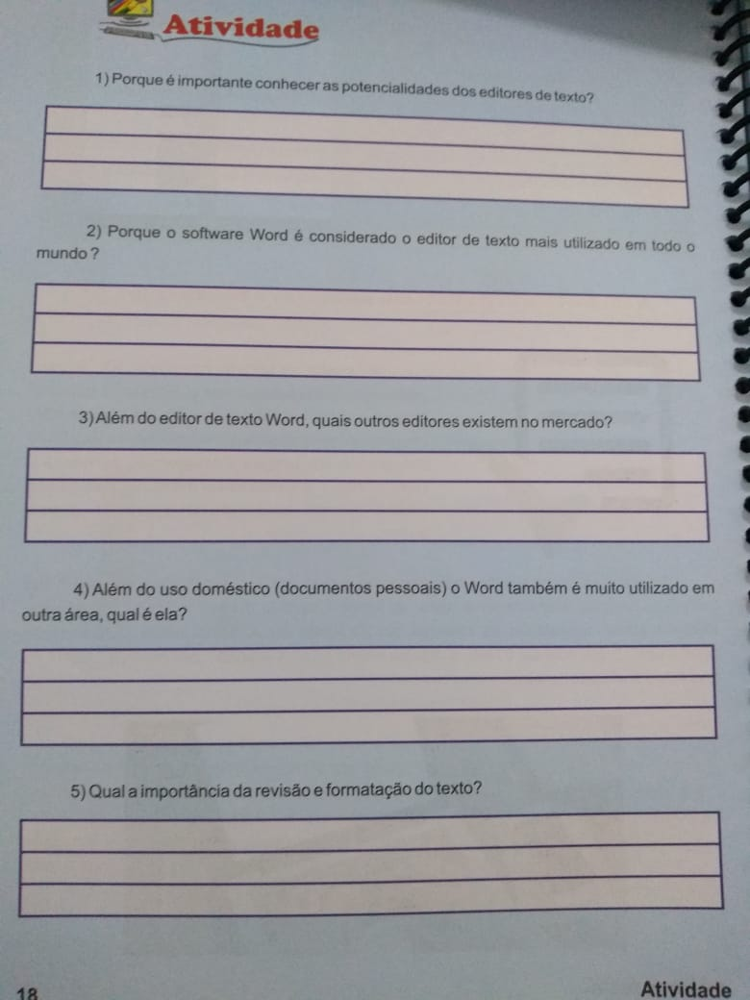 Atividade
1) Porque é importante conhecer as potencialidades dos editores de texto?
2) Porque o software Word é considerado o editor de texto mais utilizado em todo o
mundo ?
3) Além do editor de texto Word, quais outros editores existem no mercado?
4) Além do uso doméstico (documentos pessoais) o Word também é muito utilizado em
outra área, qual é ela?
5) Qual a importância da revisão e formatação do texto?
18
Atividade